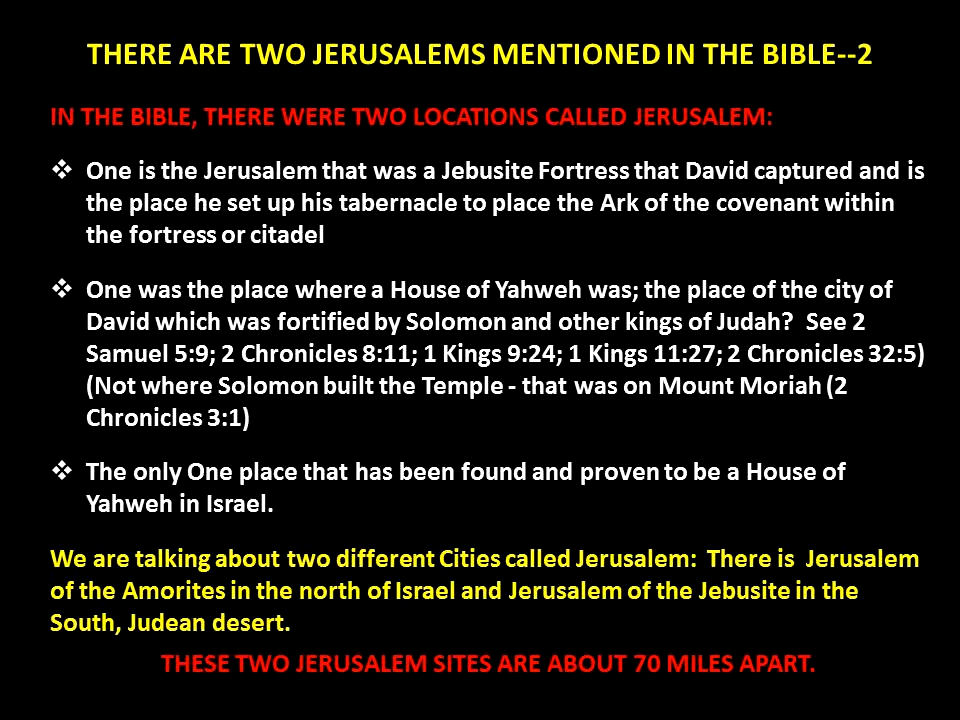 THERE ARE TWO JERUSALEMS MENTIONED IN THE BIBLE--2
IN THE BIBLE, THERE WERE TWO LOCATIONS CALLED JERUSALEM:
❖ One is the Jerusalem that was a Jebusite Fortress that David captured and is
the place he set up his tabernacle to place the Ark of the covenant within
the fortress or citadel
❖ One was the place where a House of Yahweh was; the place of the city of
David which was fortified by Solomon and other kings of Judah? See 2
Samuel 5:9; 2 Chronicles 8:11; 1 Kings 9:24; 1 Kings 11:27; 2 Chronicles 32:5)
(Not where Solomon built the Temple - that was on Mount Moriah (2
Chronicles 3:1)
❖ The only One place that has been found and proven to be a House of
Yahweh in Israel.
We are talking about two different Cities called Jerusalem: There is Jerusalem
of the Amorites in the north of Israel and Jerusalem of the Jebusite in the
South, Judean desert.
THESE TWO JERUSALEM SITES ARE ABOUT 70 MILES APART.